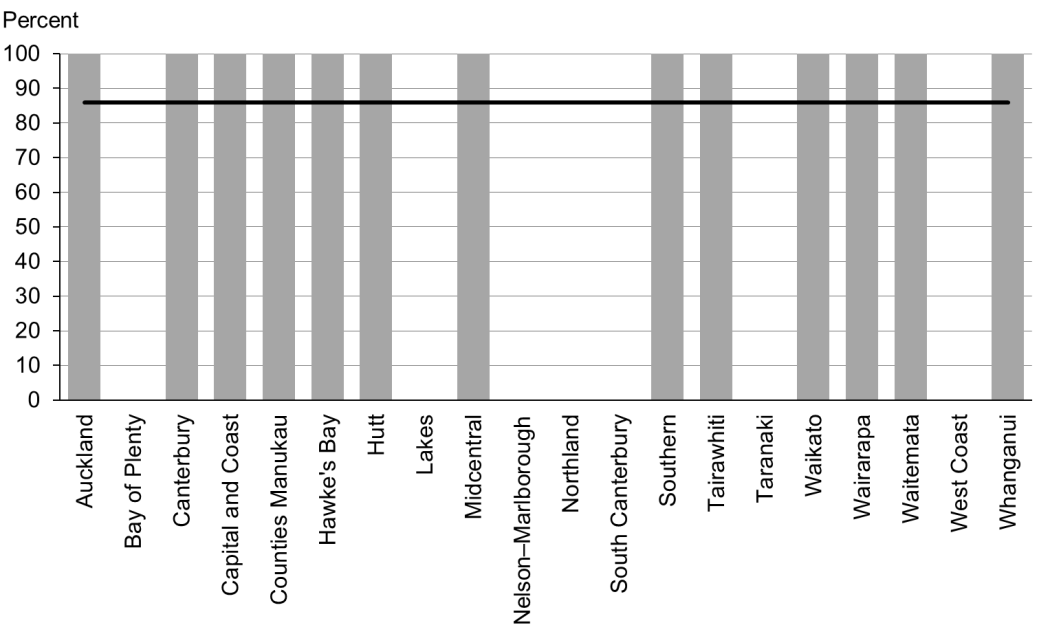 Percent
100
90
80
70
60
50
40
30
20
10
0
Auckland
Bay of Plenty
Canterbury
Capital and Coast
Counties Manukau
Hawke's Bay
Hutt
Lakes
Midcentral
Nelson–Marlborough
Northland
South Canterbury
Southern
Tairawhiti
Taranaki
Waikato
Wairarapa
Waitemata
West Coast
Whanganui